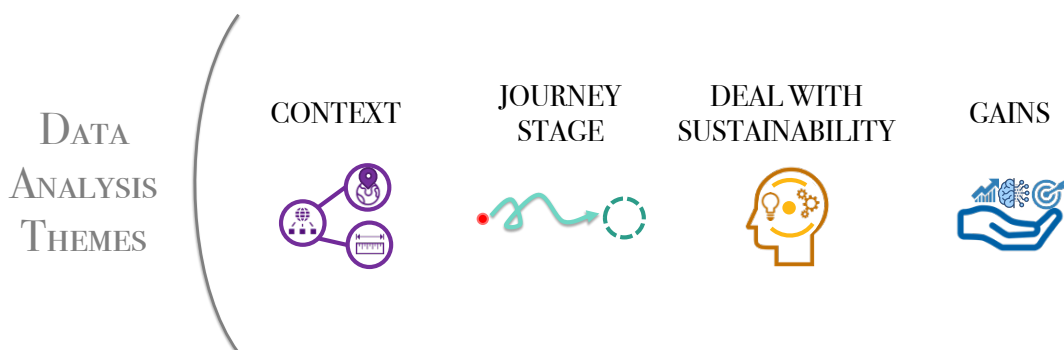 DATA
ANALYSIS
THEMES
CONTEXT
JOURNEY
STAGE
DEAL WITH
SUSTAINABILITY
GAINS